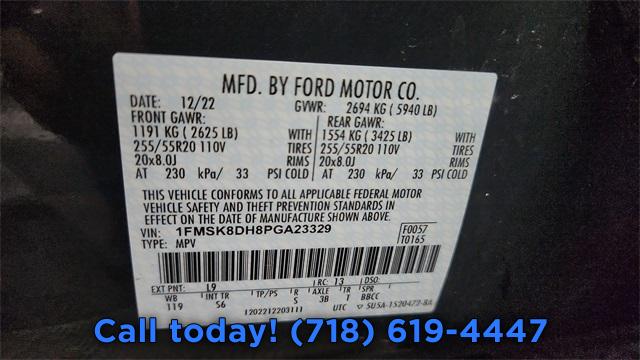 MFD. BY FORD MOTOR CO.
DATE: 12/22 GVWR: 2694 KG ( 5940 LB)
FRONT GAWR: REAR GAWR:
1191 KG ( 2625 LB) WITH 1554 KG ( 3425 LB) WITH
255/55R20 110V TIRES 255/55R20 110V TIRES
20x8.0J RIMS 20x8.0J RIMS
AT 230 kPa/ 33 PSI COLD AT 230 kPa/ 33 PSI COLD
THIS VEHICLE CONFORMS TO ALL APPLICABLE FEDERAL MOTOR
VEHICLE SAFETY AND THEFT PREVENTION STANDARDS IN
EFFECT ON THE DATE OF MANUFACTURE SHOWN ABOVE.
VIN: 1FMSK8DH8PGA23329 F0057
TYPE: MPV T0165
EXT PNT: L9 RC: 13 DSO:
WB INT TR TP/PS R AXLE TR SPR
119 S6 S 3B T BBCC
1202212203111 UTC 5U5A-1520472-BA
Call today! (718) 619-4447